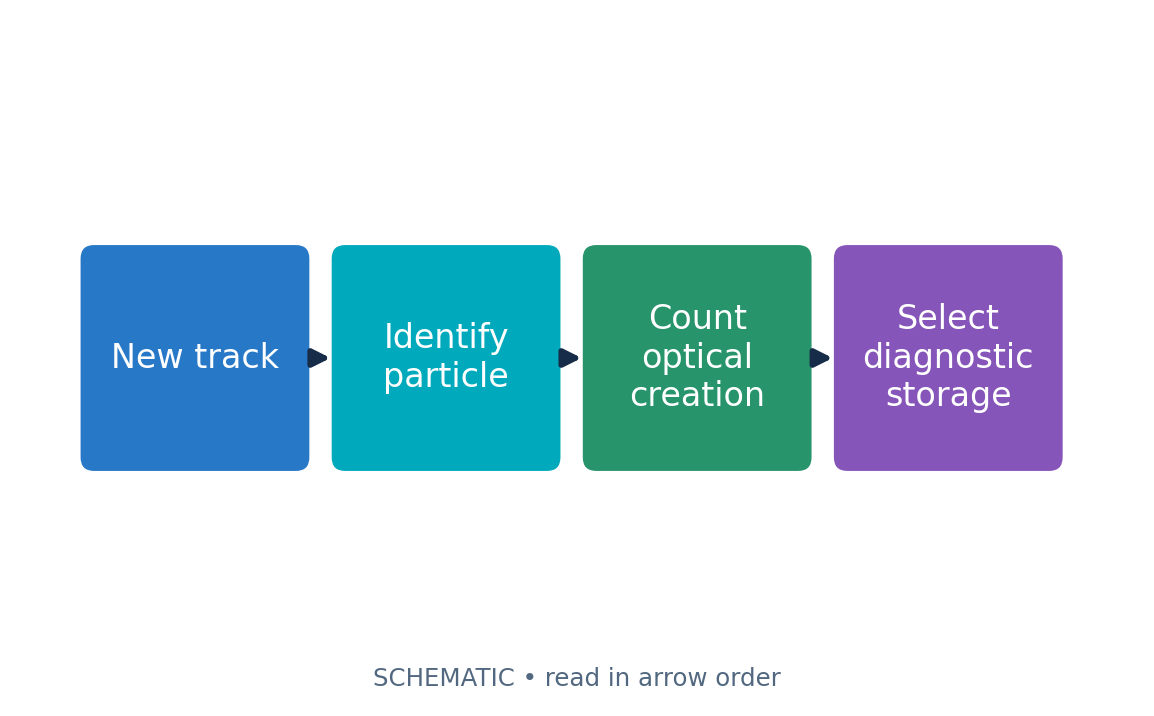 New track
Identify
particle
Count
optical
creation
Select
diagnostic
storage
SCHEMATIC • read in arrow order